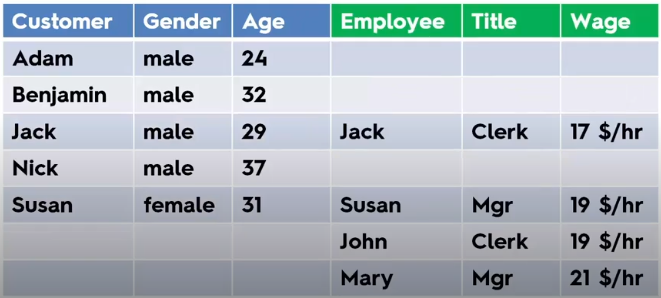 Customer Gender Age Employee Title Wage
Adam male 24
Benjamin male 32
Jack male 29 Jack Clerk 17 $/hr
Nick male 37
Susan female 31 Susan Mgr 19 $/hr
John Clerk 19 $/hr
Mary Mgr 21 $/hr